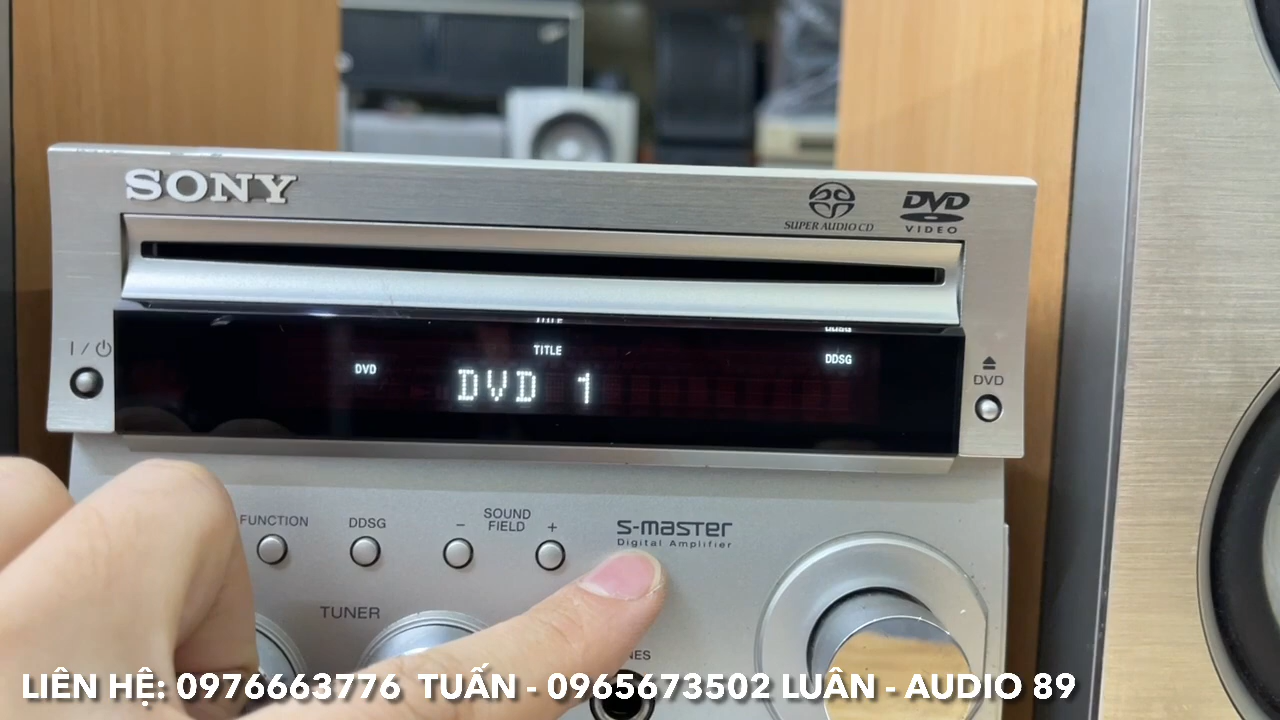 SONY
SUPER AUDIO CD
DVD
VIDEO
TITLE
DDSG
DVD
DVD 1
DVD
FUNCTION
DDSG
−
SOUND
FIELD
+
S-master
Digital Amplifier
TUNER
LIÊN HỆ: 0976663776 TUẤN - 0965673502 LUÂN - AUDIO 89